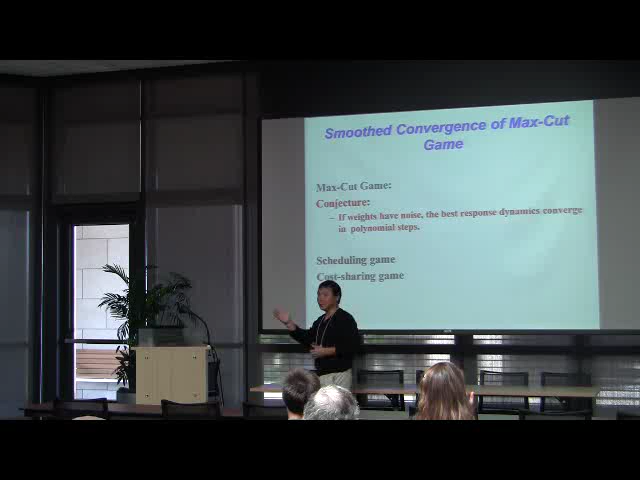 Smoothed Convergence of Max-Cut
Game
Max-Cut Game:
Conjecture:
– If weights have noise, the best response dynamics converge
in polynomial steps.
Scheduling game
Cost-sharing game